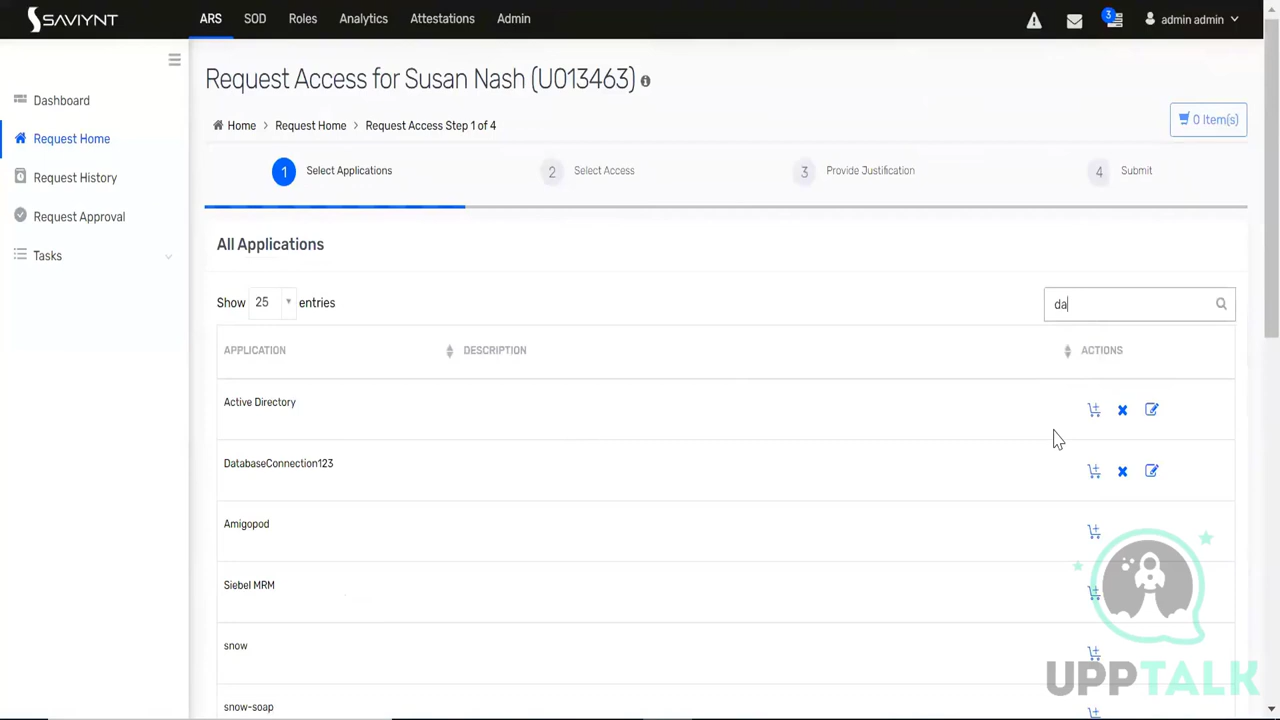 SAVIYNT
ARS SOD Roles Analytics Attestations Admin
3 admin admin
Dashboard
Request Home
Request History
Request Approval
Tasks
Request Access for Susan Nash (U013463)
Home > Request Home > Request Access Step 1 of 4
0 Item(s)
1 Select Applications
2 Select Access
3 Provide Justification
4 Submit
All Applications
Show 25 entries
da
APPLICATION DESCRIPTION ACTIONS
Active Directory
DatabaseConnection123
Amigopod
Siebel MRM
snow
snow-soap
UPPTALK